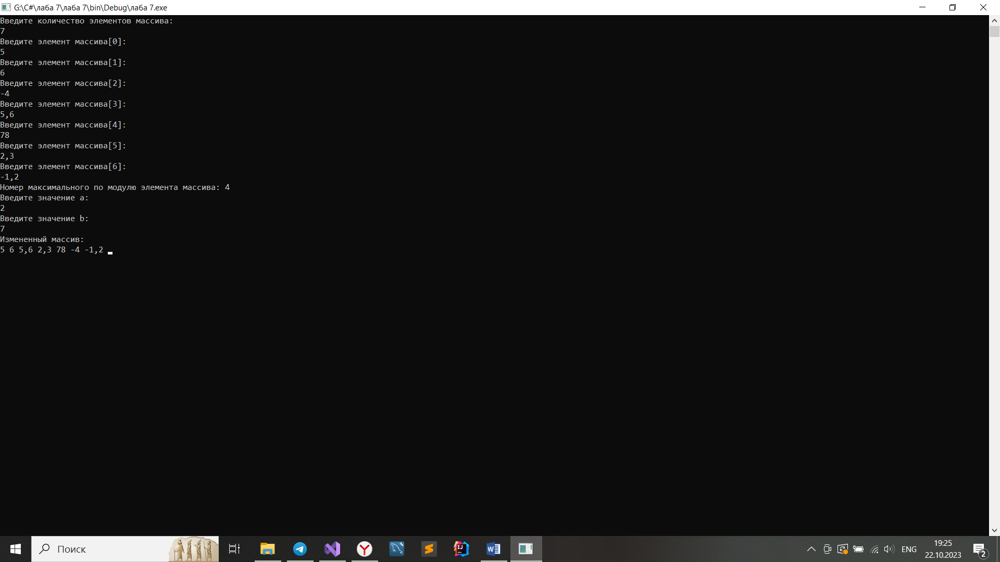 G:\C#\лаба 7\лаба 7\bin\Debug\лаба 7.exe
Введите количество элементов массива:
7
Введите элемент массива[0]:
5
Введите элемент массива[1]:
6
Введите элемент массива[2]:
-4
Введите элемент массива[3]:
5,6
Введите элемент массива[4]:
78
Введите элемент массива[5]:
2,3
Введите элемент массива[6]:
-1,2
Номер максимального по модулю элемента массива: 4
Введите значение a:
2
Введите значение b:
7
Измененный массив:
5 6 5,6 2,3 78 -4 -1,2
Поиск
ENG
19:25
22.10.2023
2